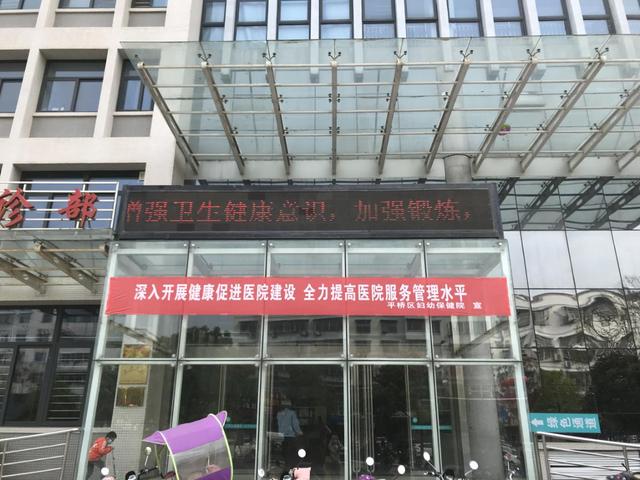 诊部
增强卫生健康意识，加强锻炼，
深入开展健康促进医院建设 全力提高医院服务管理水平
平桥区妇幼保健院 宣
绿色通道